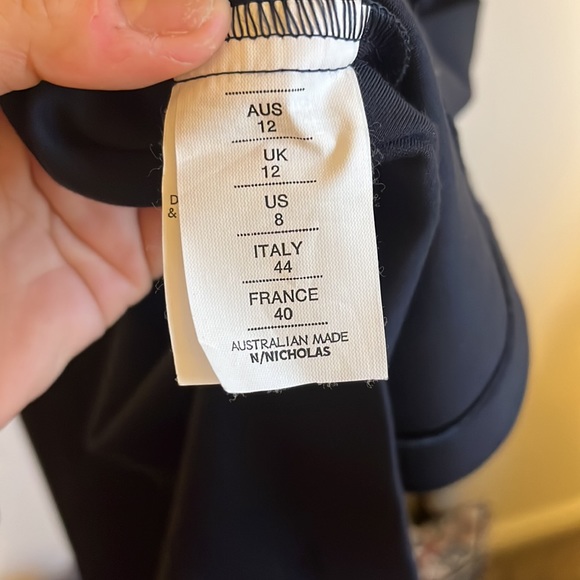 AUS
12
UK
12
US
8
ITALY
44
FRANCE
40
AUSTRALIAN MADE
N/NICHOLAS
D
&